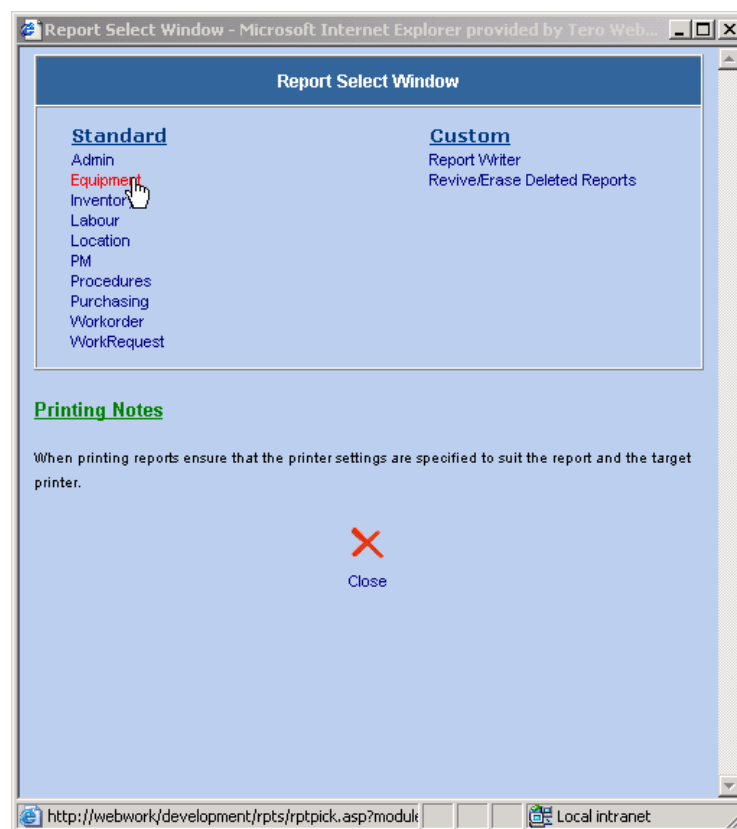 Report Select Window - Microsoft Internet Explorer provided by Tero Web...
Report Select Window
Standard
Admin
Equipment
Inventory
Labour
Location
PM
Procedures
Purchasing
Workorder
WorkRequest
Custom
Report Writer
Revive/Erase Deleted Reports
Printing Notes
When printing reports ensure that the printer settings are specified to suit the report and the target
printer.
Close
http://webwork/development/rpts/rptpick.asp?module
Local intranet